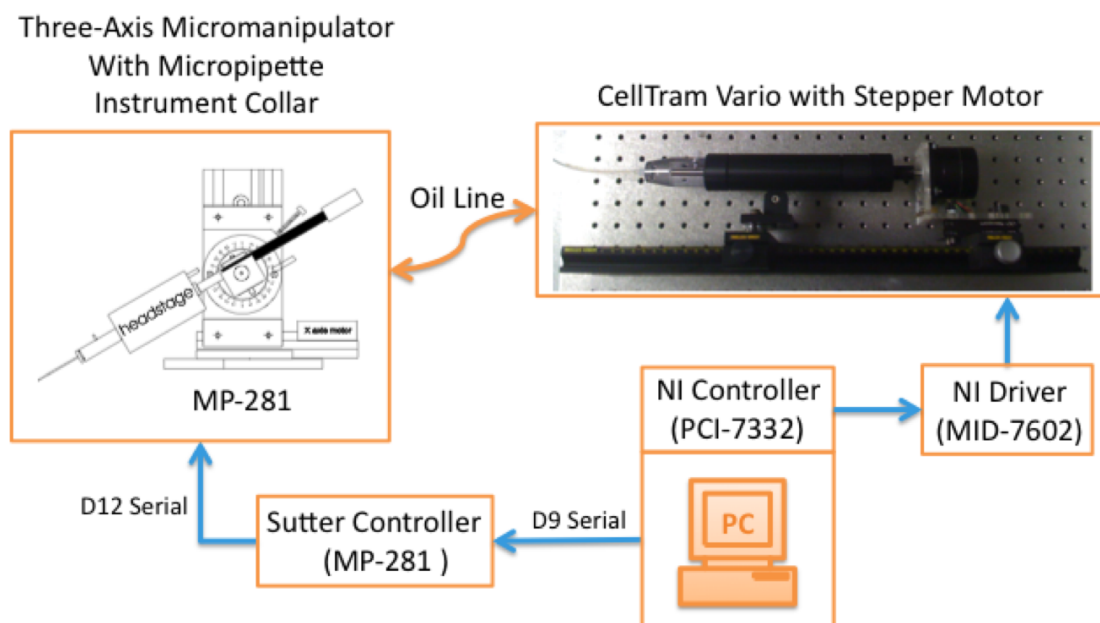 Three-Axis Micromanipulator
With Micropipette
Instrument Collar
CellTram Vario with Stepper Motor
Oil Line
headstage
X axis motor
MP-281
NI Controller
(PCI-7332)
NI Driver
(MID-7602)
D12 Serial
Sutter Controller
(MP-281 )
D9 Serial
PC